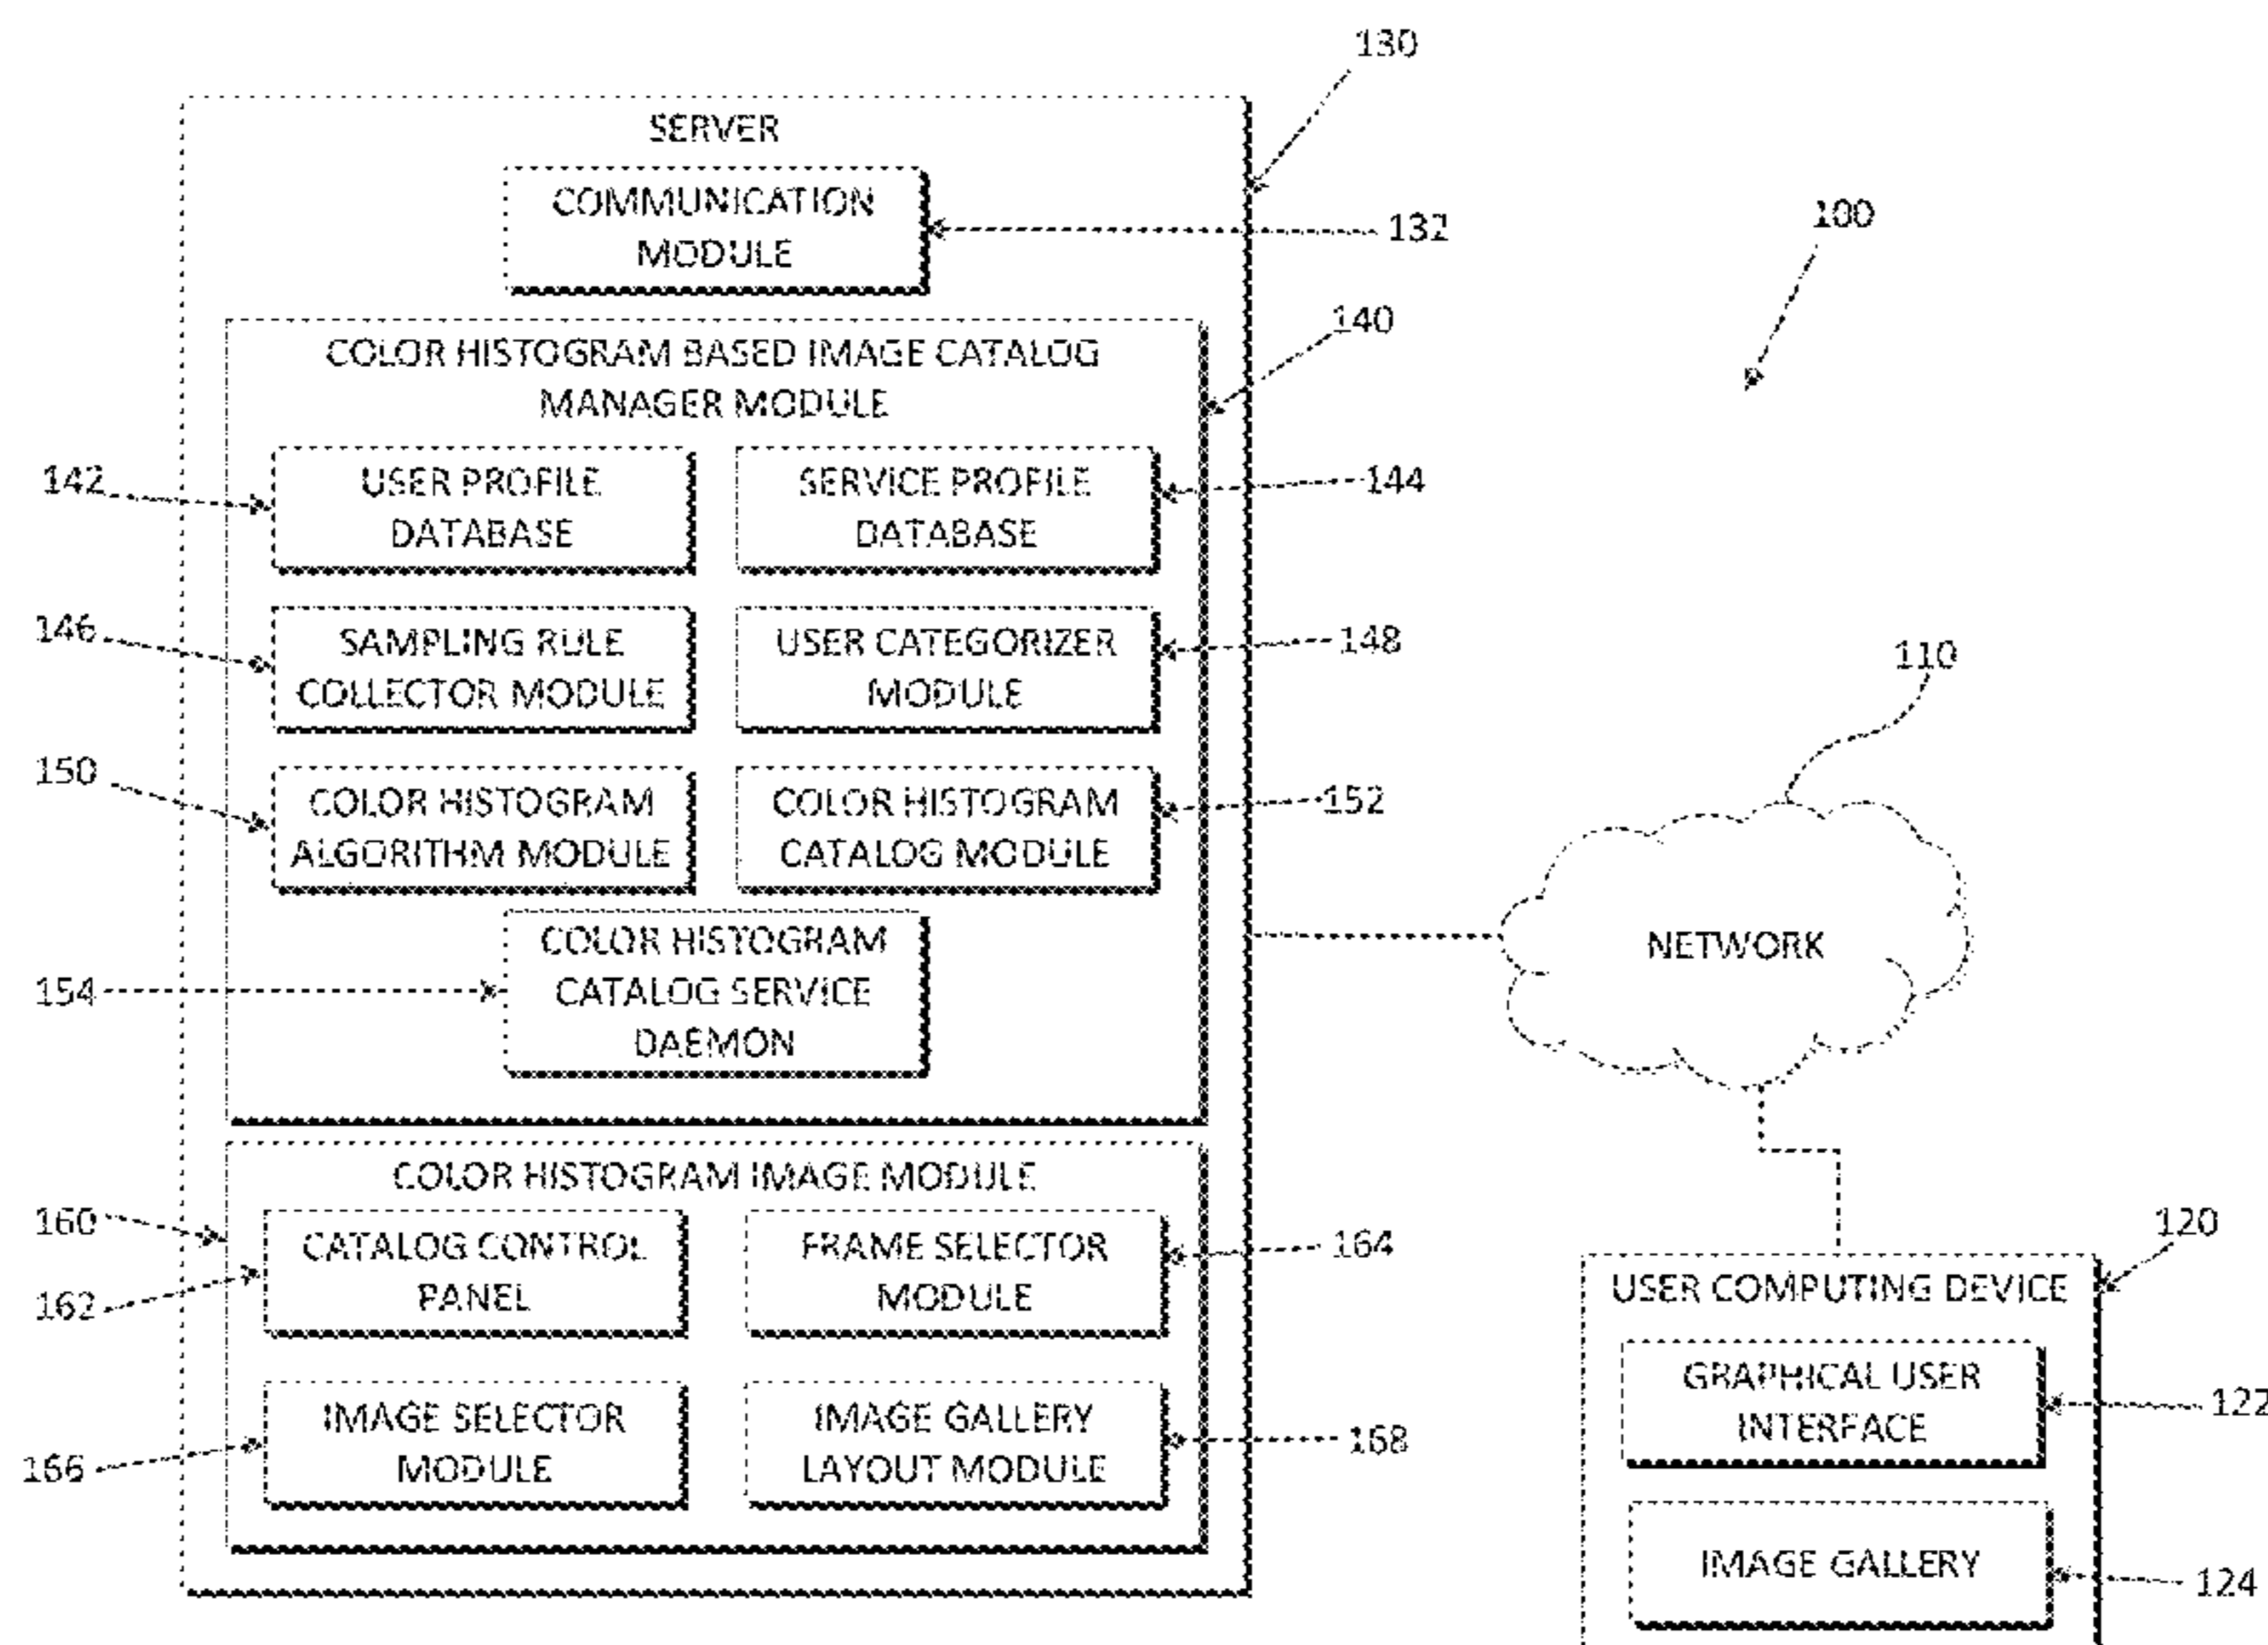 130
SERVER
COMMUNICATION
MODULE
132
100
140
COLOR HISTOGRAM BASED IMAGE CATALOG
MANAGER MODULE
142
USER PROFILE
DATABASE
SERVICE PROFILE
DATABASE
144
146
SAMPLING RULE
COLLECTOR MODULE
USER CATEGORIZER
MODULE
148
110
150
COLOR HISTOGRAM
ALGORITHM MODULE
COLOR HISTOGRAM
CATALOG MODULE
152
NETWORK
154
COLOR HISTOGRAM
CATALOG SERVICE
DAEMON
COLOR HISTOGRAM IMAGE MODULE
160
162
CATALOG CONTROL
PANEL
FRAME SELECTOR
MODULE
164
166
IMAGE SELECTOR
MODULE
IMAGE GALLERY
LAYOUT MODULE
168
120
USER COMPUTING DEVICE
GRAPHICAL USER
INTERFACE
122
IMAGE GALLERY
124